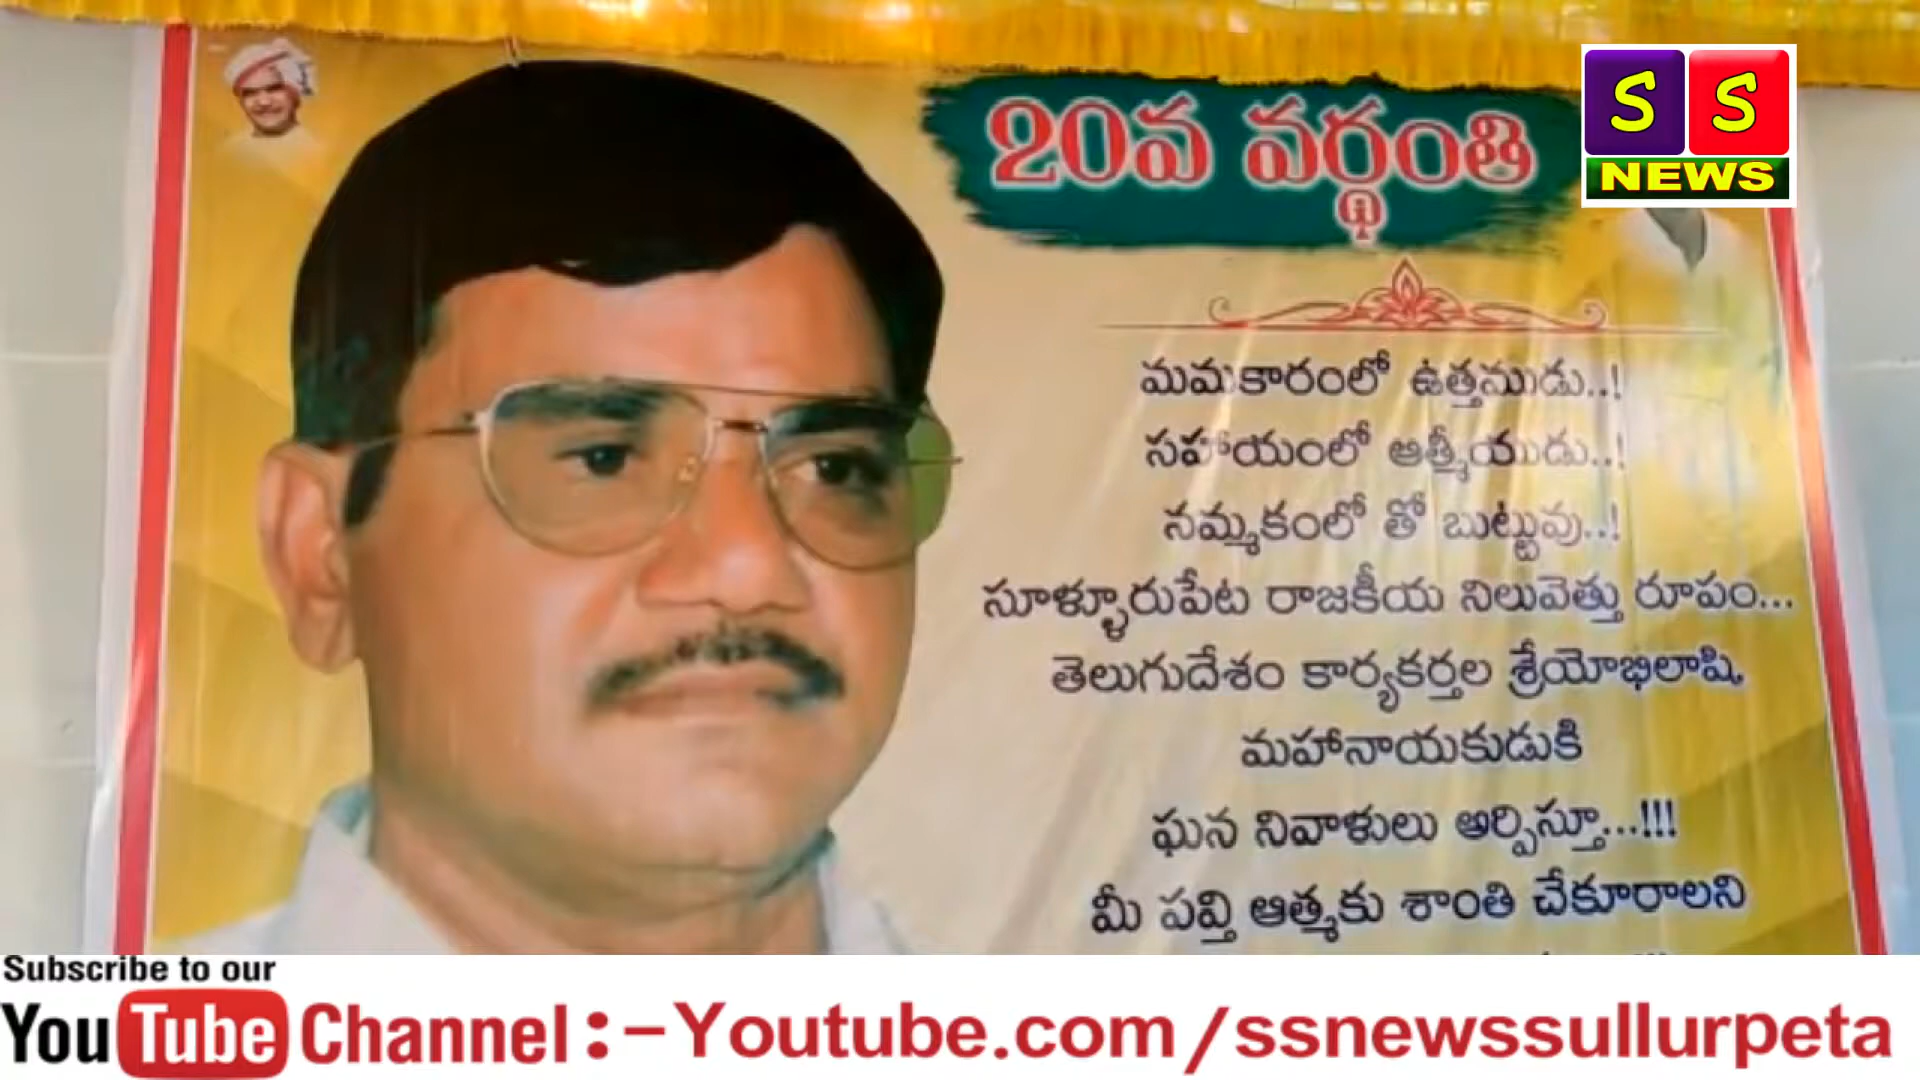 20వ వర్ధంతి
S S
NEWS
మమకారంలో ఉత్తముడు..!
సహాయంలో ఆత్మీయుడు..!
నమ్మకంలో తో బుట్టువు..!
సూళ్ళూరుపేట రాజకీయ నిలువెత్తు రూపం...
తెలుగుదేశం కార్యకర్తల శ్రేయోభిలాషి,
మహానాయకుడుకి
ఘన నివాళులు అర్పిస్తూ...!!!
మీ పవ్తి ఆత్మకు శాంతి చేకూరాలని
Subscribe to our
YouTube Channel :-Youtube.com/ssnewssullurpeta